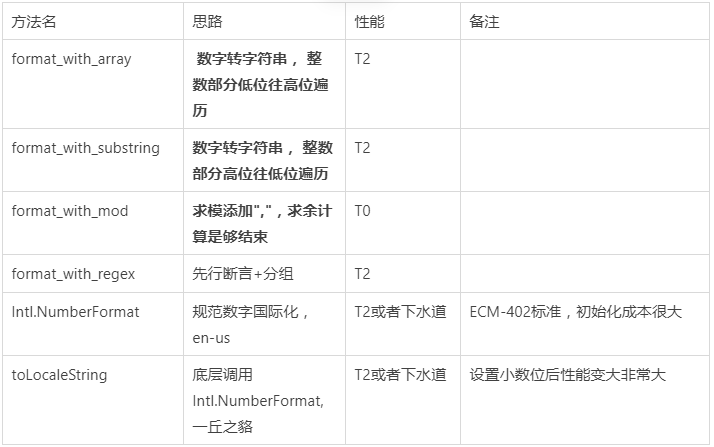 方法名 思路 性能 备注
format_with_array 数字转字符串， 整 T2
数部分低位往高位遍
历
format_with_substring 数字转字符串， 整数 T2
部分高位往低位遍历
format_with_mod 求模添加","，求余计 T0
算是够结束
format_with_regex 先行断言+分组 T2
Intl.NumberFormat 规范数字国际化， T2或者下水道 ECM-402标准，初始化成本很大
en-us
toLocaleString 底层调用 T2或者下水道 设置小数位后性能变大非常大
Intl.NumberFormat,
一丘之貉